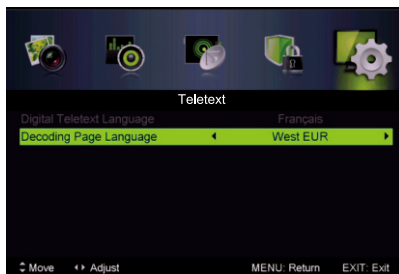 Teletext
Digital Teletext Language Français
Decoding Page Language West EUR
Move Adjust MENU: Return EXIT: Exit